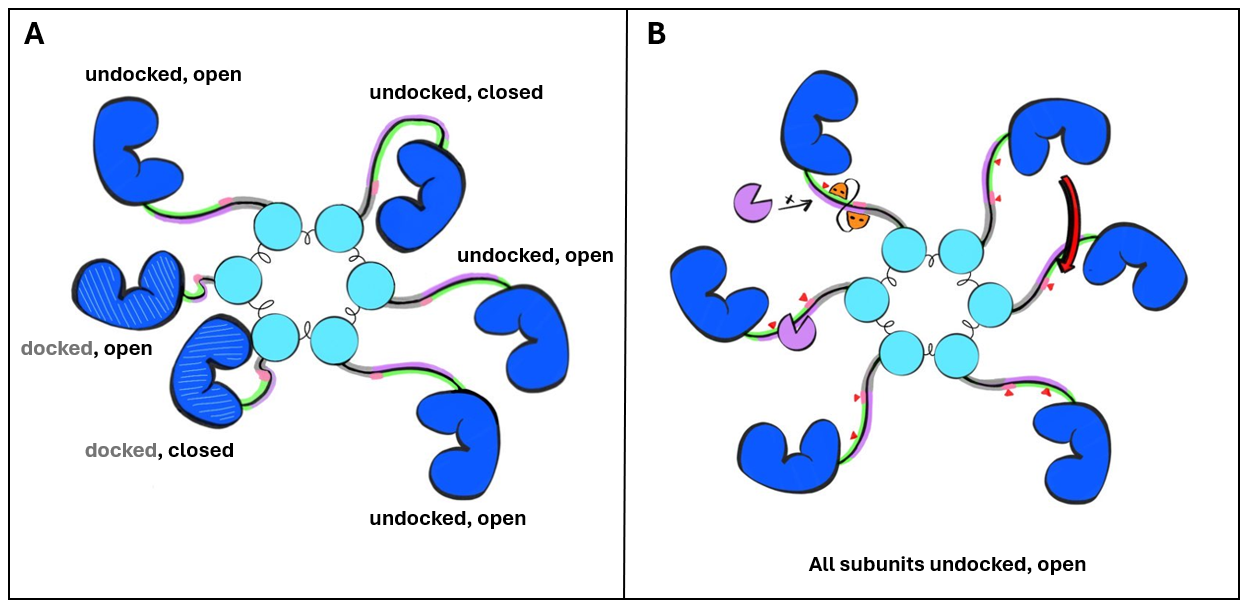 A
B
undocked, open
undocked, closed
undocked, open
docked, open
docked, closed
undocked, open
x
All subunits undocked, open